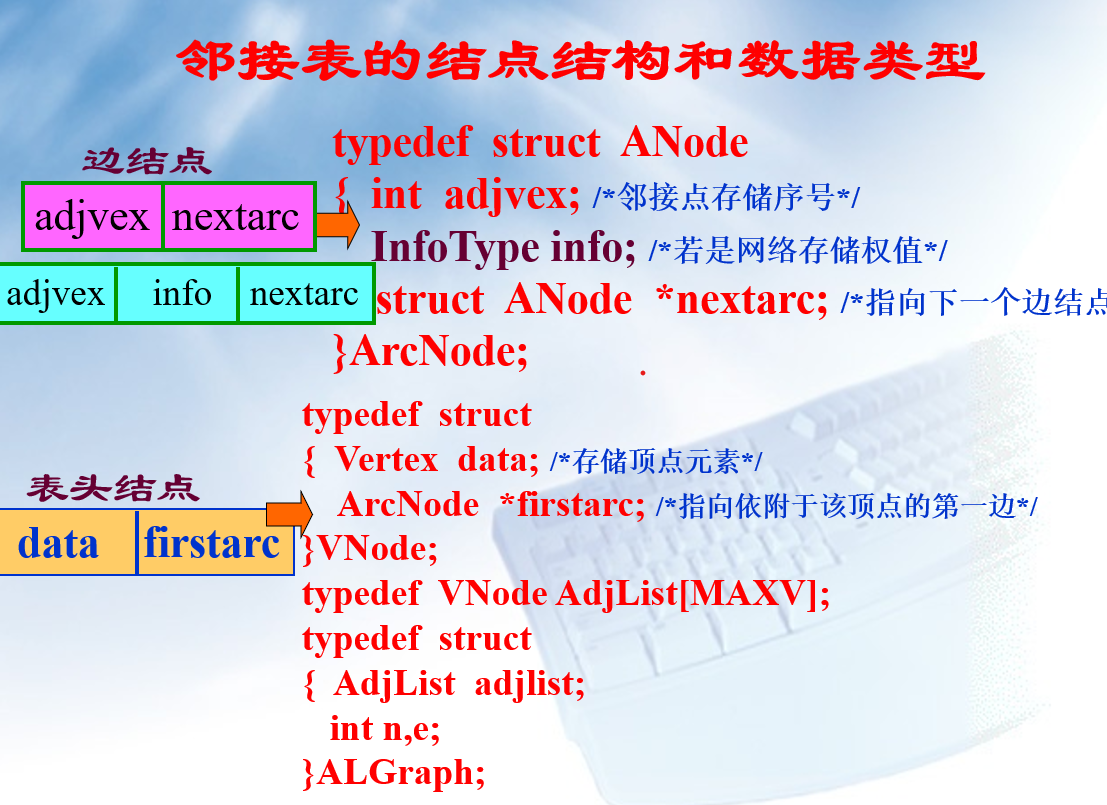 邻接表的结点结构和数据类型
边结点
adjvex nextarc
adjvex info nextarc
typedef struct ANode
{ int adjvex; /*邻接点存储序号*/
InfoType info; /*若是网络存储权值*/
struct ANode *nextarc; /*指向下一个边结点
}ArcNode;
表头结点
data firstarc
typedef struct
{ Vertex data; /*存储顶点元素*/
ArcNode *firstarc; /*指向依附于该顶点的第一边*/
}VNode;
typedef VNode AdjList[MAXV];
typedef struct
{ AdjList adjlist;
int n,e;
}ALGraph;